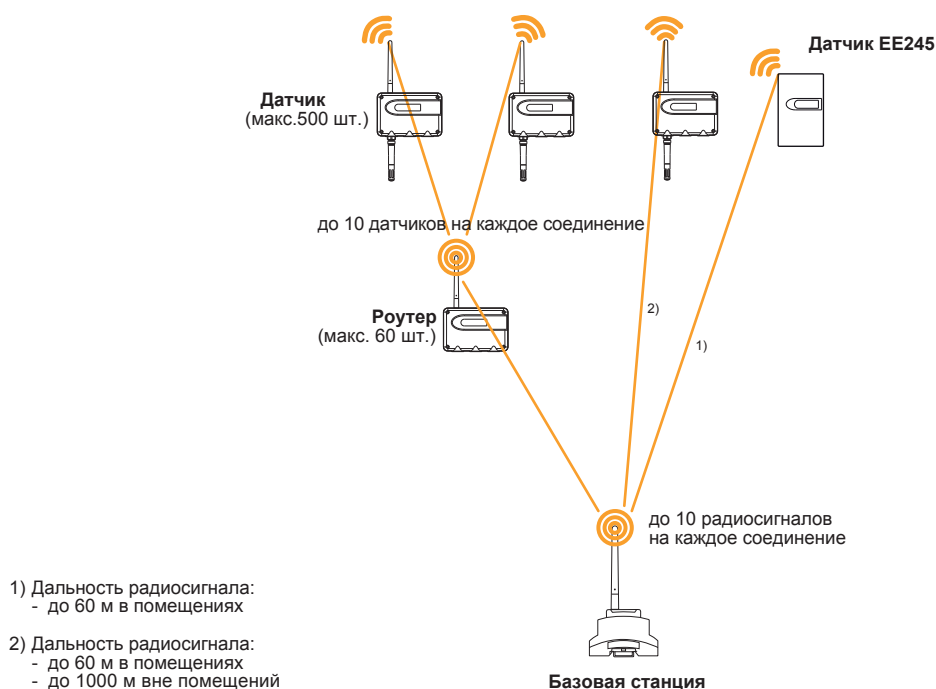 Датчик EE245
Датчик
(макс.500 шт.)
до 10 датчиков на каждое соединение
Роутер
(макс. 60 шт.)
2)
1)
до 10 радиосигналов
на каждое соединение
1) Дальность радиосигнала:
- до 60 м в помещениях
2) Дальность радиосигнала:
- до 60 м в помещениях
- до 1000 м вне помещений
Базовая станция